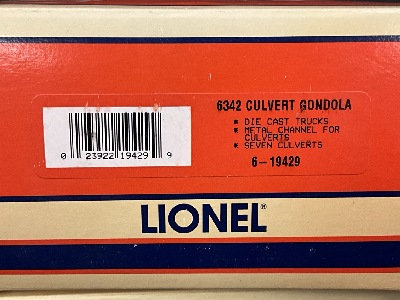 6342 CULVERT GONDOLA
* DIE CAST TRUCKS
* METAL CHANNEL FOR
CULVERTS
* SEVEN CULVERTS
6-19429
0 23922 19429 9
LIONEL®